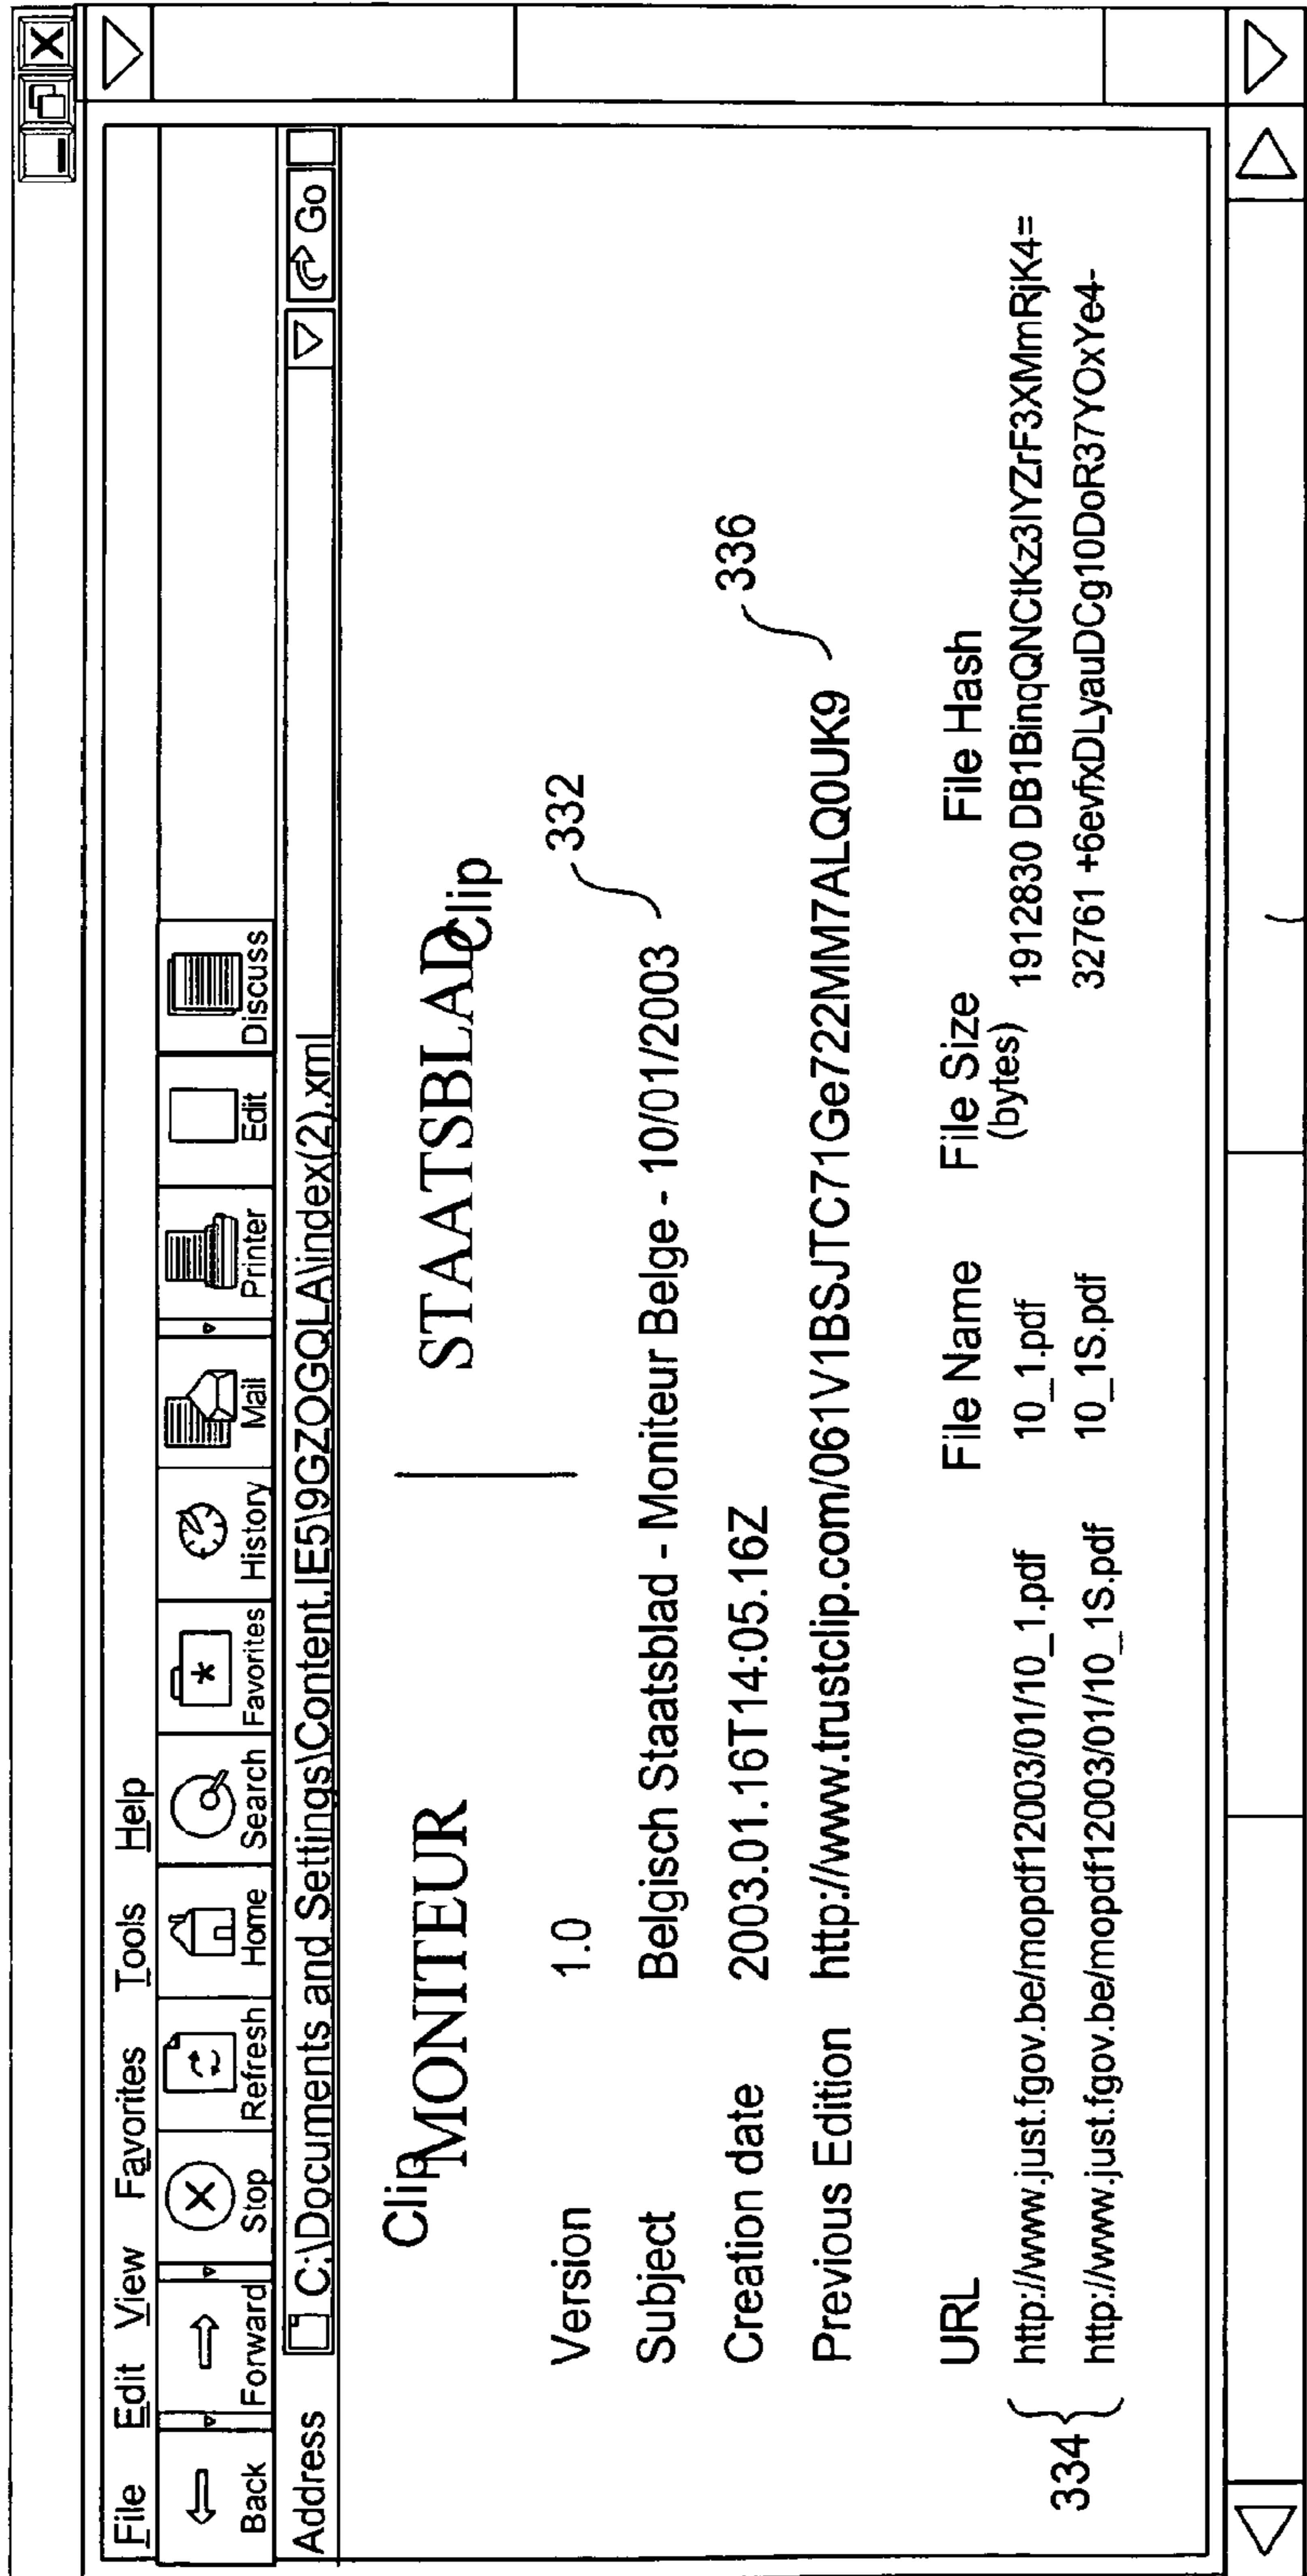 File Edit View Favorites Tools Help
Back Forward Stop Refresh Home Search Favorites History Mail Printer Edit Discuss
Address C:\Documents and Settings\Content.IE5\9GZOGQLA\index(2).xml Go
Clip MONITEUR STAATSBLAD Clip
Version 1.0
332
Subject Belgisch Staatsblad - Moniteur Belge - 10/01/2003
Creation date 2003.01.16T14:05.16Z
336
Previous Edition http://www.trustclip.com/061V1BSJTC71Ge722MM7ALQ0UK9
URL File Name File Size File Hash
(bytes)
http://www.just.fgov.be/mopdf12003/01/10_1.pdf 10_1.pdf 1912830 DB1BinqQNCtKz3lYZrF3XMmRjK4=
334
http://www.just.fgov.be/mopdf12003/01/10_1S.pdf 10_1S.pdf 32761 +6evfxDLyauDCg10DoR37YOxYe4-